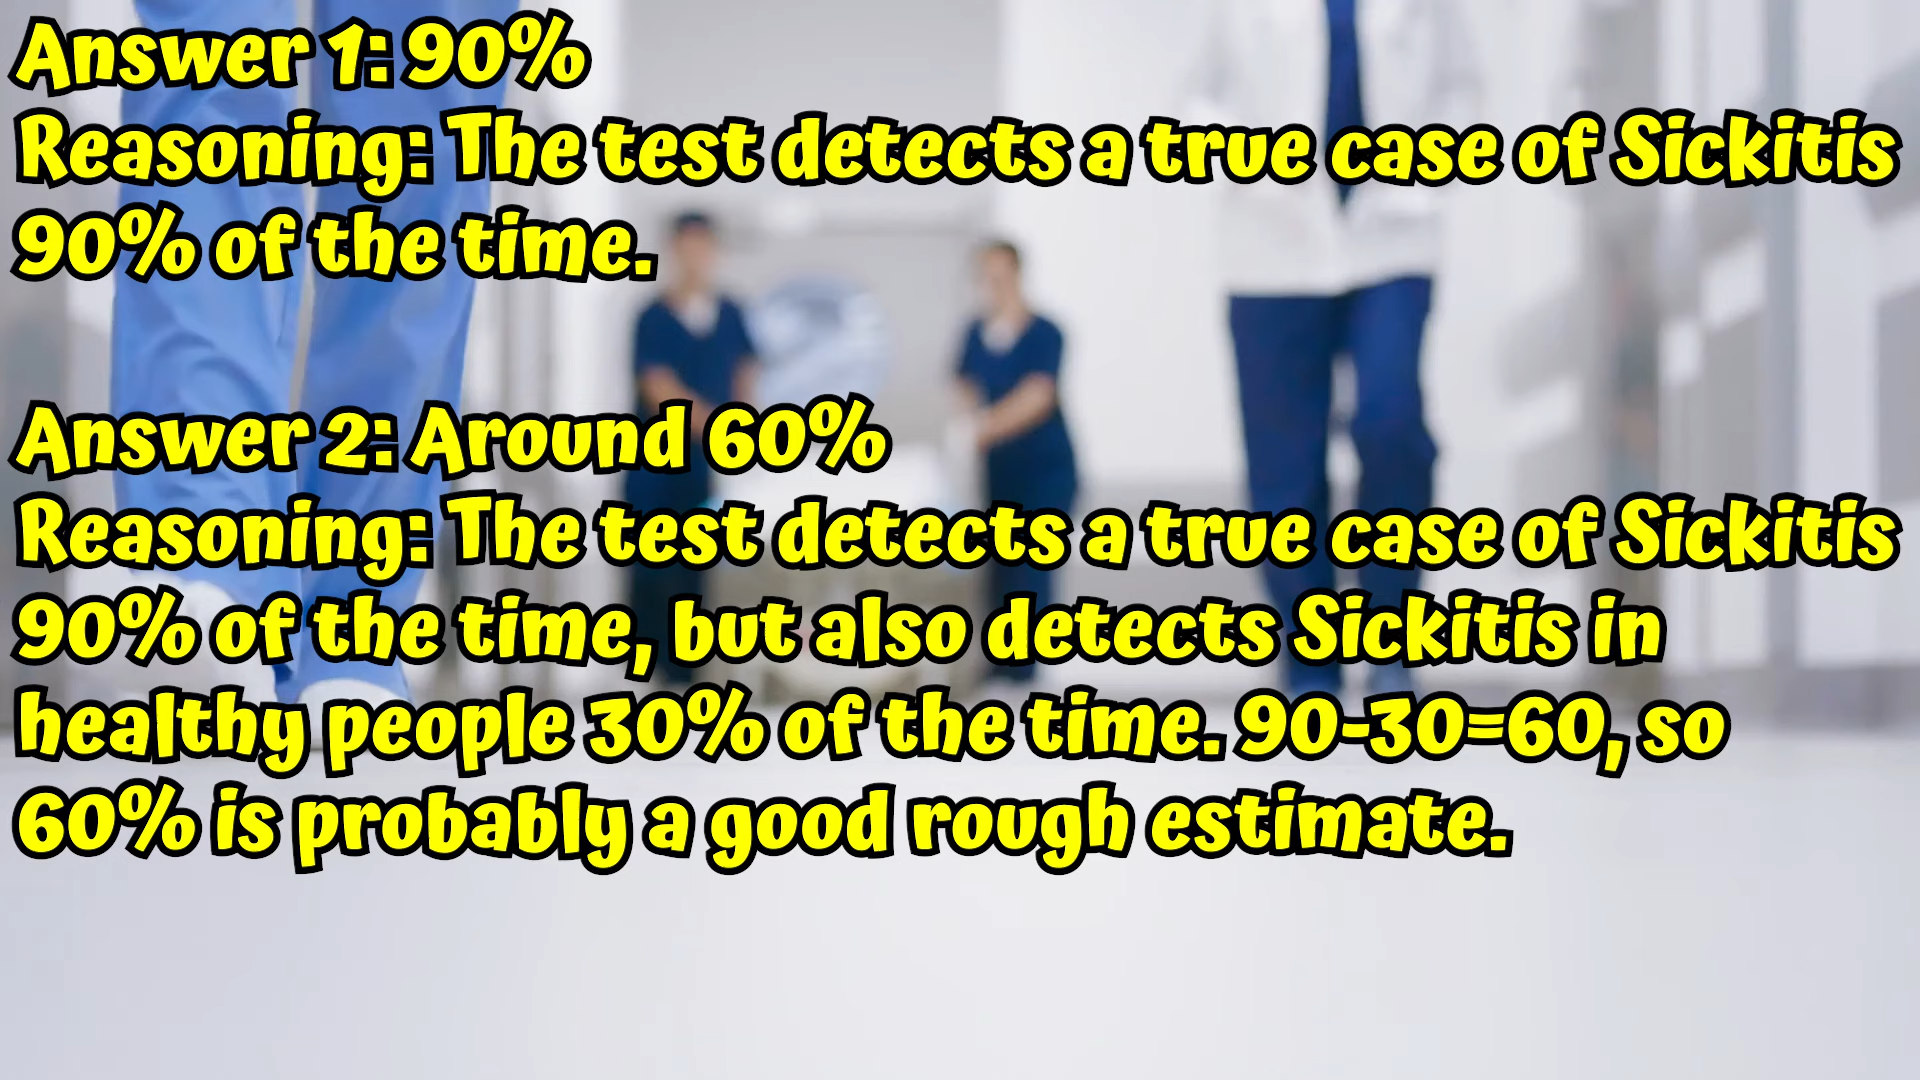 Answer 1: 90%
Reasoning: The test detects a true case of Sickitis
90% of the time.
Answer 2: Around 60%
Reasoning: The test detects a true case of Sickitis
90% of the time, but also detects Sickitis in
healthy people 30% of the time. 90-30=60, so
60% is probably a good rough estimate.